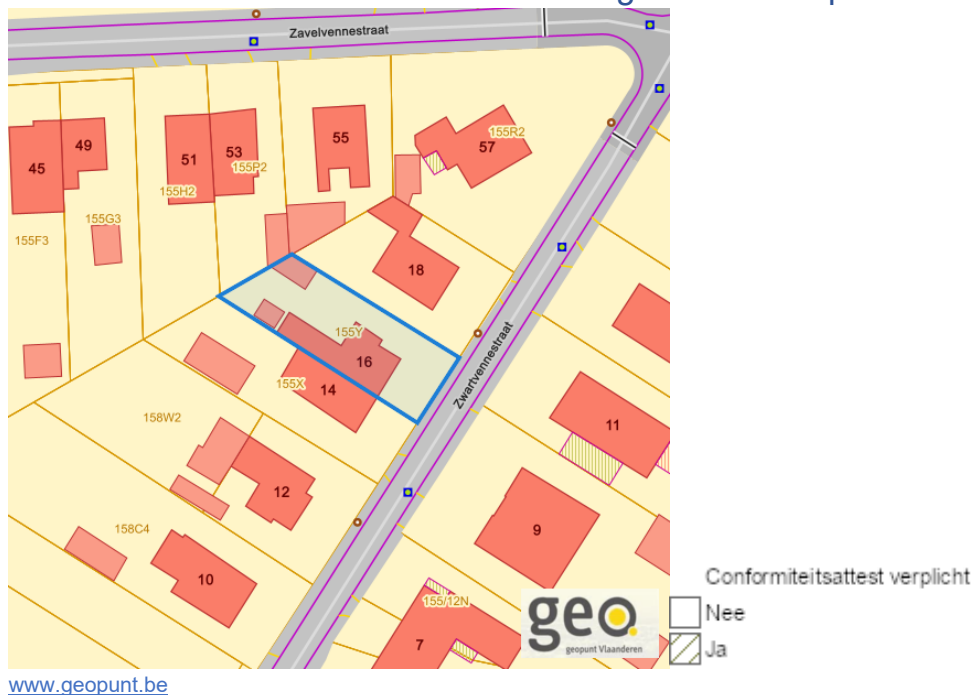 Zavelvennestraat
155R2
55
57
49
53
51
45
155P2
155H2
155G3
155F3
18
155Y
16
Zwartvennestraat
155X
14
158W2
11
12
158C4
9
10
155/12N
7
geo.
geopunt Vlaanderen
Conformiteitsattest verplicht
Nee
Ja
www.geopunt.be